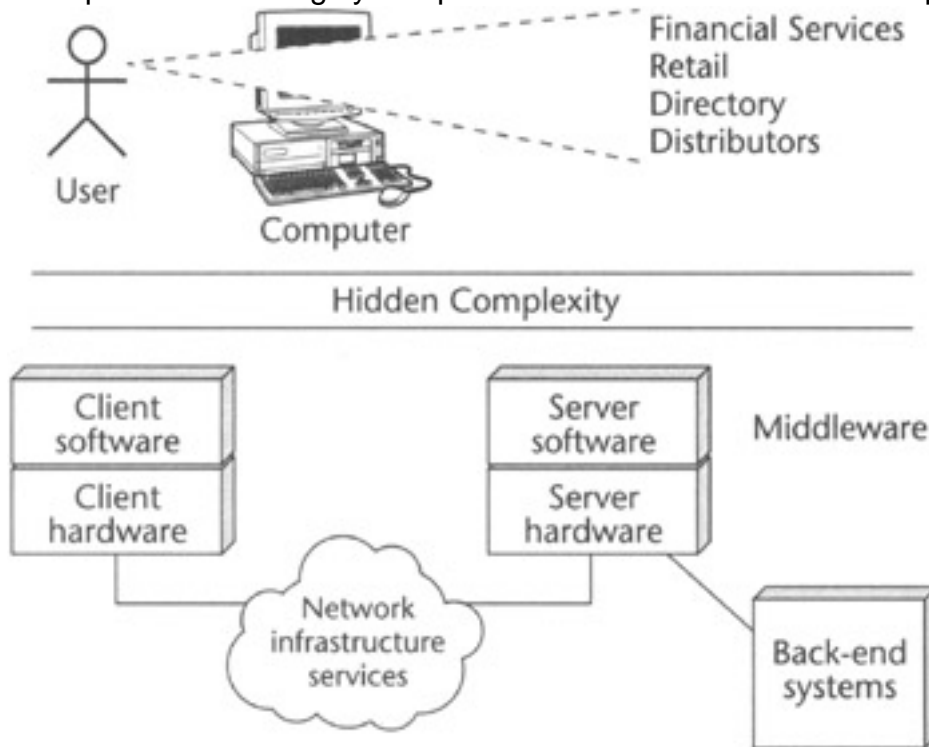 Financial Services
Retail
Directory
Distributors
User
Computer
Hidden Complexity
Client
software
Client
hardware
Server
software
Server
hardware
Middleware
Network
infrastructure
services
Back-end
systems